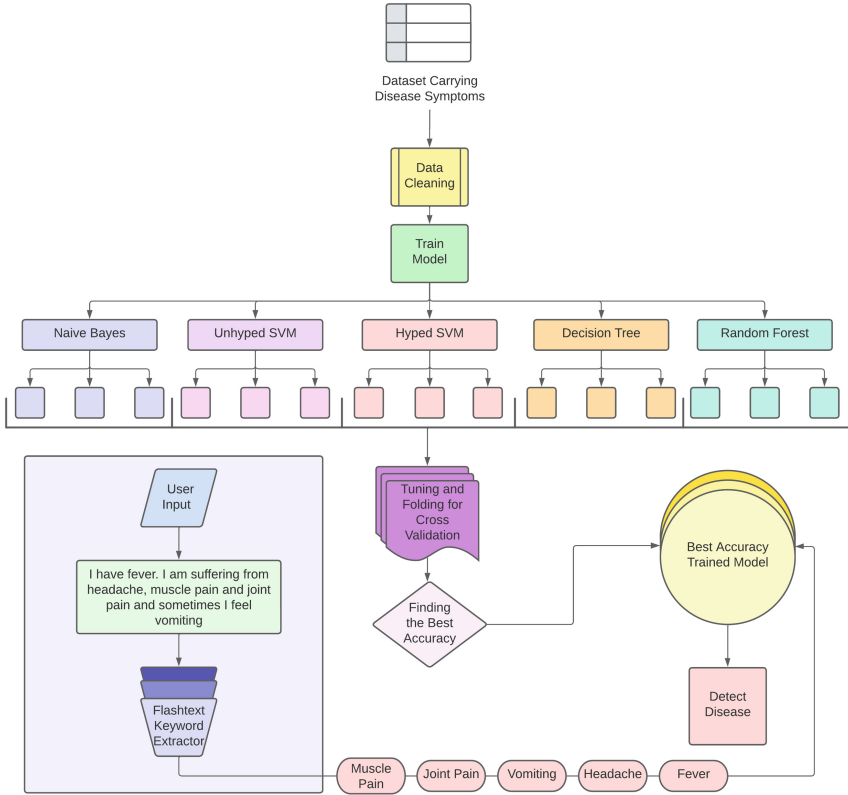 Dataset Carrying
Disease Symptoms
Data
Cleaning
Train
Model
Naive Bayes
Unhyped SVM
Hyped SVM
Decision Tree
Random Forest
User
Input
I have fever. I am suffering from
headache, muscle pain and joint
pain and sometimes I feel
vomiting
Flashtext
Keyword
Extractor
Tuning and
Folding for
Cross
Validation
Finding
the Best
Accuracy
Best Accuracy
Trained Model
Detect
Disease
Muscle
Pain
Joint Pain
Vomiting
Headache
Fever